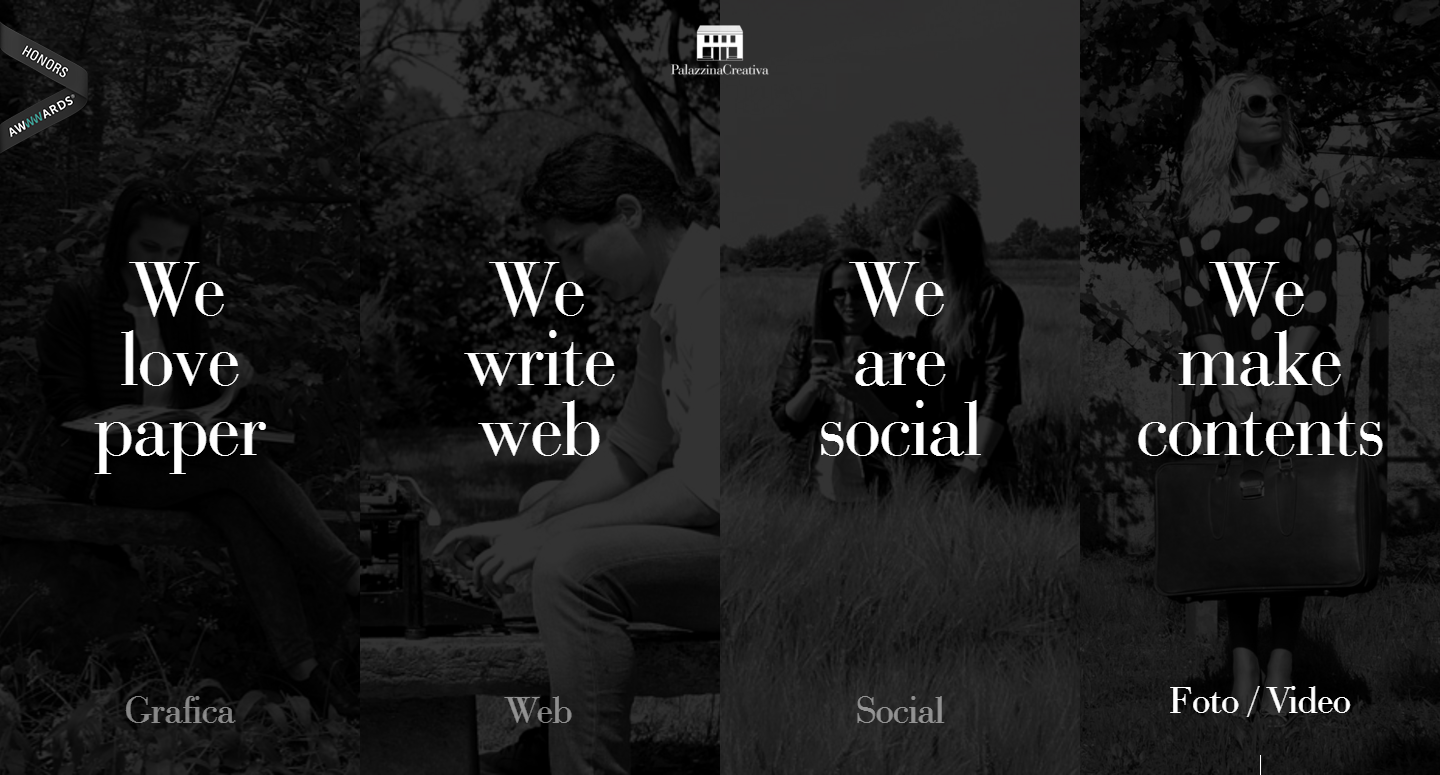 HONORS
AWWWARDS
PalazzinaCreativa
We
love
paper
We
write
web
We
are
social
We
make
contents
Grafica
Web
Social
Foto / Video